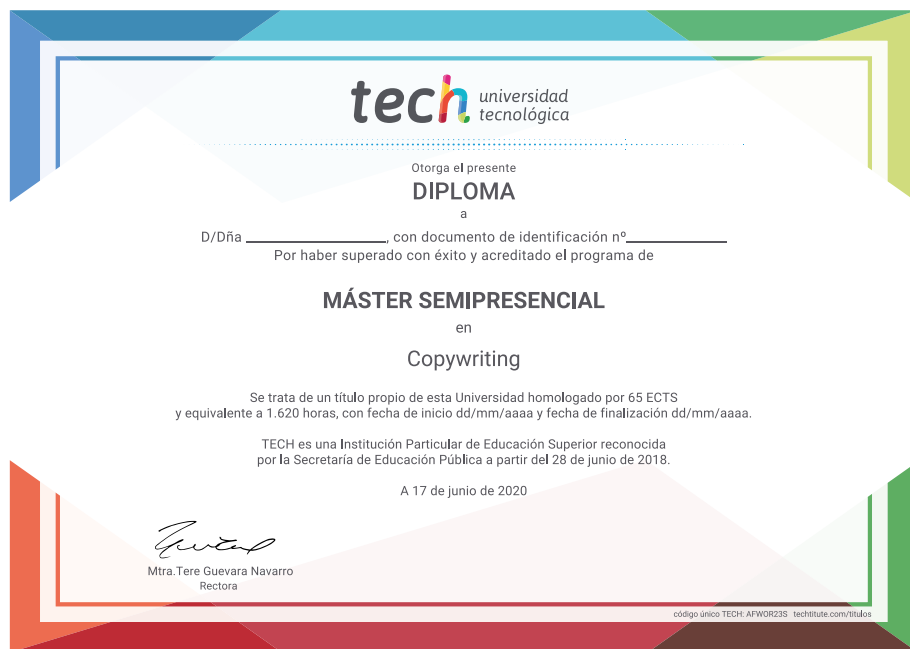 tech universidad
tecnológica
Otorga el presente
DIPLOMA
a
D/Dña ____________________, con documento de identificación nº______________
Por haber superado con éxito y acreditado el programa de
MÁSTER SEMIPRESENCIAL
en
Copywriting
Se trata de un título propio de esta Universidad homologado por 65 ECTS
y equivalente a 1.620 horas, con fecha de inicio dd/mm/aaaa y fecha de finalización dd/mm/aaaa.
TECH es una Institución Particular de Educación Superior reconocida
por la Secretaría de Educación Pública a partir del 28 de junio de 2018.
A 17 de junio de 2020
Mtra.Tere Guevara Navarro
Rectora
código único TECH: AFWOR23S techtitute.com/titulos